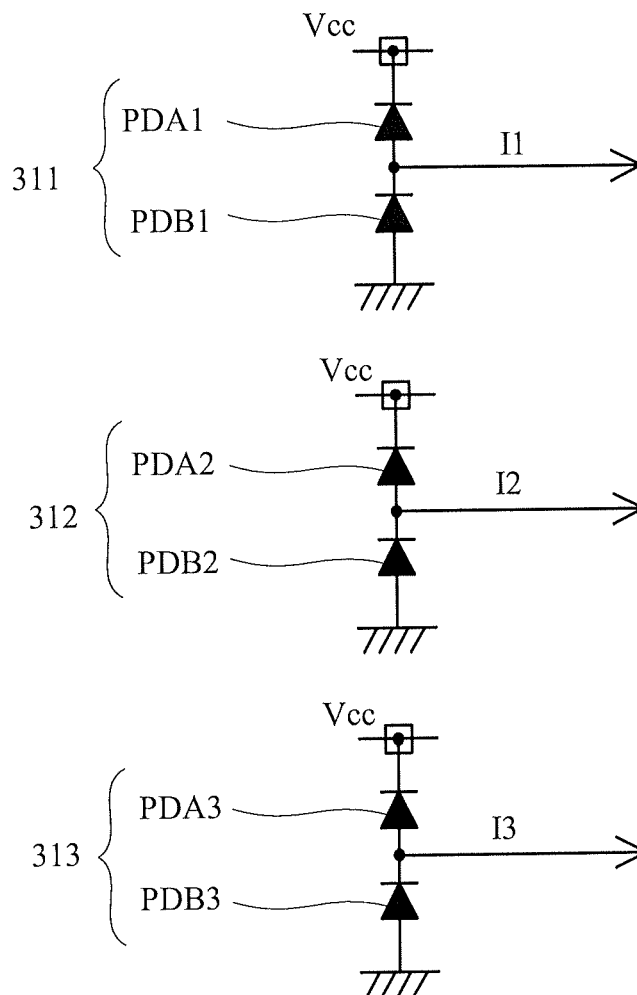 Vcc
PDA1
I1
311
PDB1
Vcc
PDA2
I2
312
PDB2
Vcc
PDA3
I3
313
PDB3